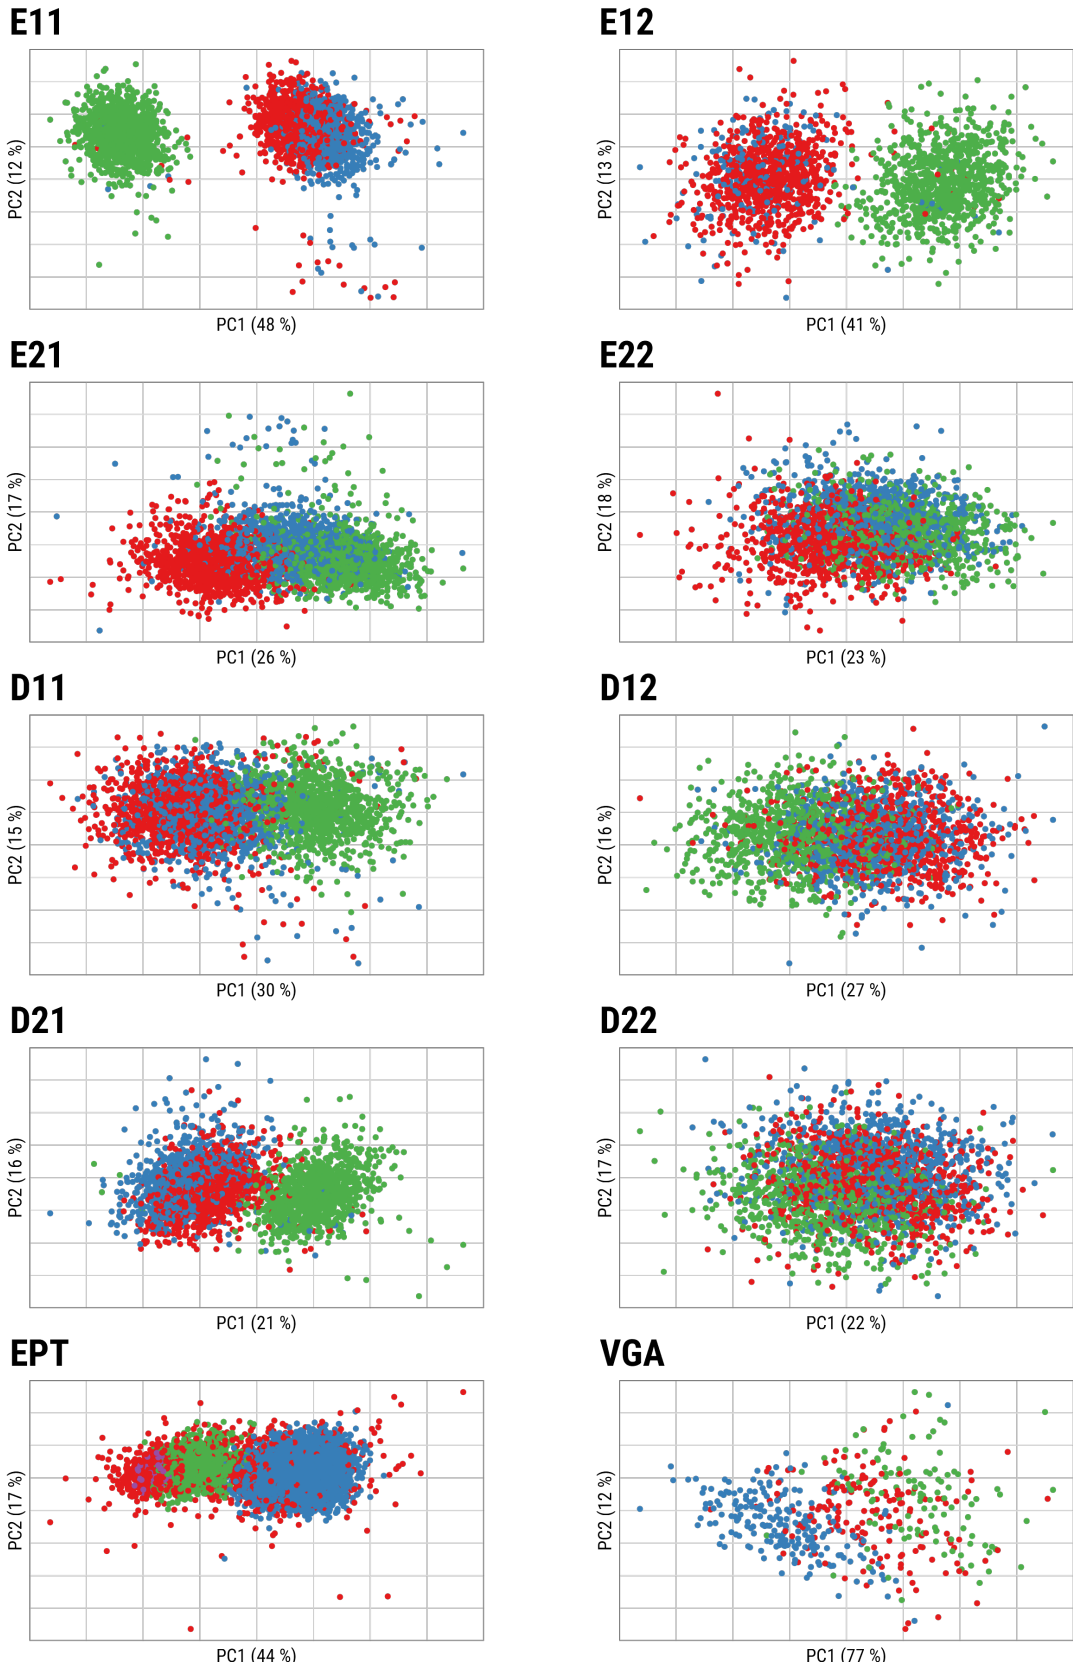 E11
E12
PC2 (12 %)
PC1 (48 %)
PC2 (13 %)
PC1 (41 %)
E21
E22
PC2 (17 %)
PC1 (26 %)
PC2 (18 %)
PC1 (23 %)
D11
D12
PC2 (15 %)
PC1 (30 %)
PC2 (16 %)
PC1 (27 %)
D21
D22
PC2 (16 %)
PC1 (21 %)
PC2 (17 %)
PC1 (22 %)
EPT
VGA
PC2 (17 %)
PC1 (44 %)
PC2 (12 %)
PC1 (77 %)